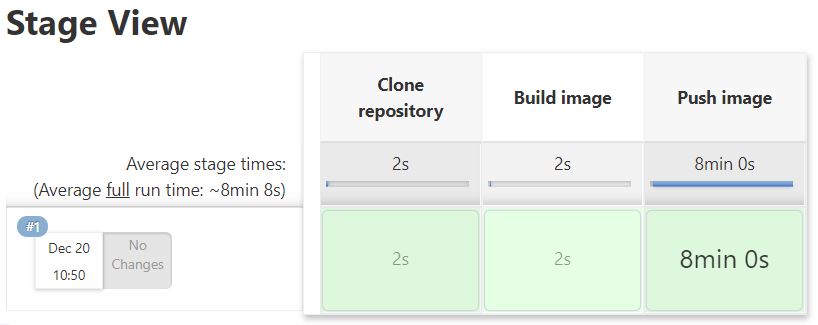 Stage View
Clone
repository
Build image
Push image
Average stage times:
(Average full run time: ~8min 8s)
2s
2s
8min 0s
#1
Dec 20
10:50
No
Changes
2s
2s
8min 0s